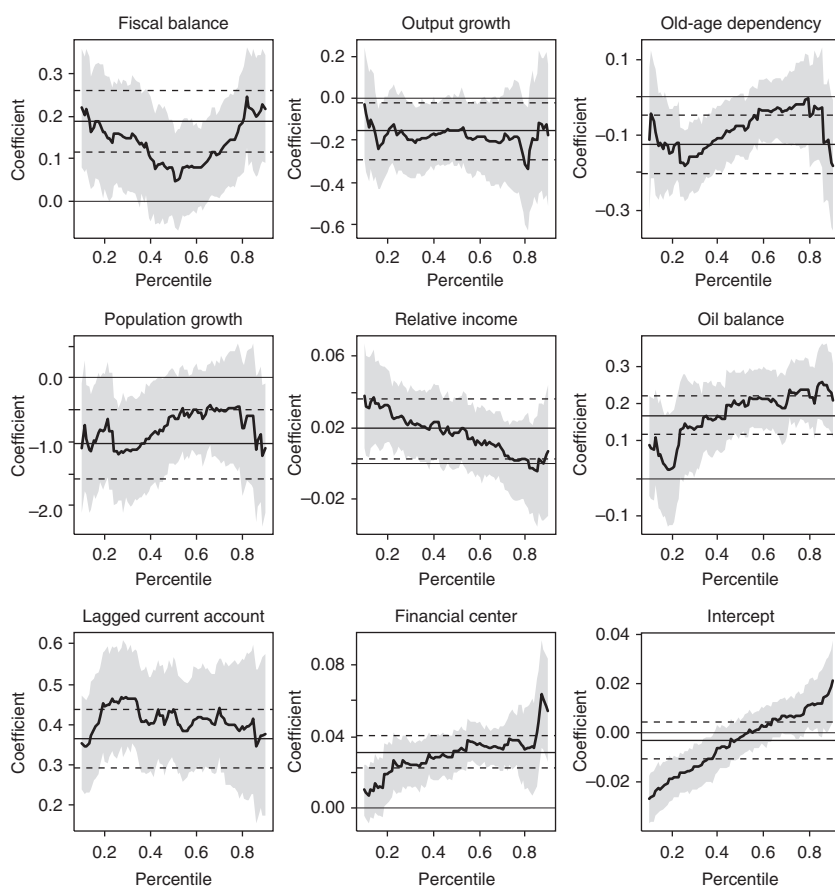 Fiscal balance
Coefficient
0.3
0.2
0.1
0.0
0.2 0.4 0.6 0.8
Percentile
Output growth
Coefficient
0.2
0.0
−0.2
−0.4
−0.6
0.2 0.4 0.6 0.8
Percentile
Old-age dependency
Coefficient
0.1
−0.1
−0.3
0.2 0.4 0.6 0.8
Percentile
Population growth
Coefficient
0.0
−1.0
−2.0
0.2 0.4 0.6 0.8
Percentile
Relative income
Coefficient
0.06
0.02
−0.02
0.2 0.4 0.6 0.8
Percentile
Oil balance
Coefficient
0.3
0.2
0.1
−0.1
0.2 0.4 0.6 0.8
Percentile
Lagged current account
Coefficient
0.6
0.5
0.4
0.3
0.2
0.2 0.4 0.6 0.8
Percentile
Financial center
Coefficient
0.08
0.04
0.00
0.2 0.4 0.6 0.8
Percentile
Intercept
Coefficient
0.04
0.02
0.00
−0.02
0.2 0.4 0.6 0.8
Percentile